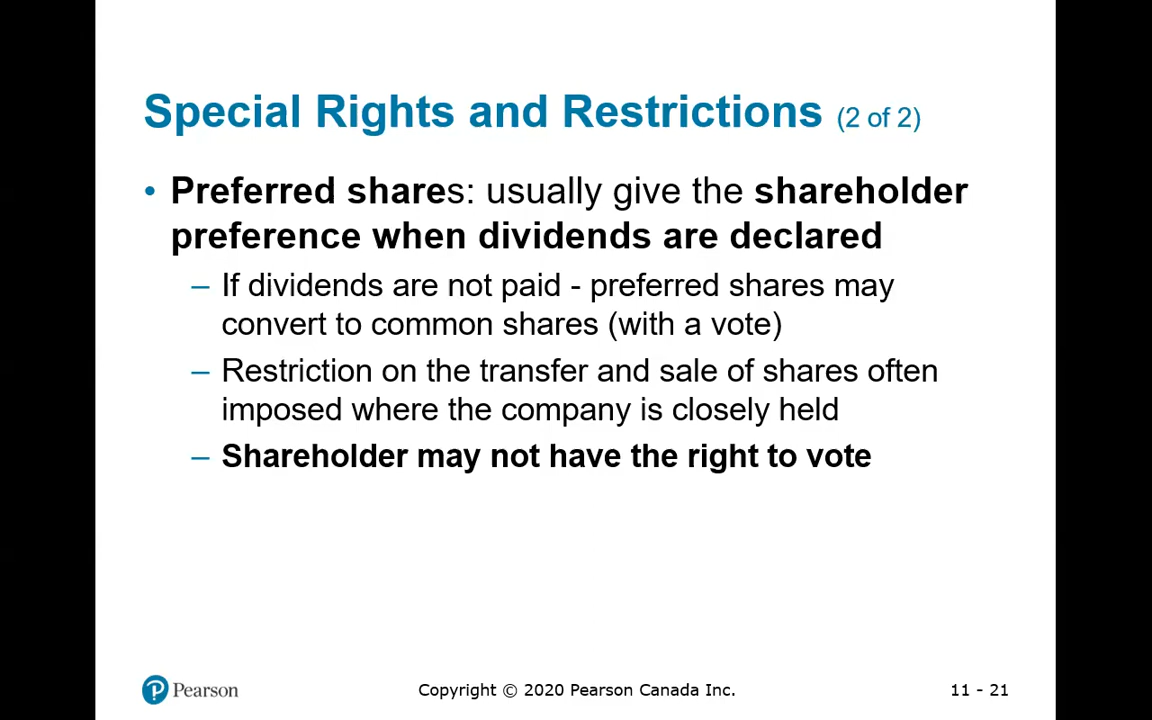 Special Rights and Restrictions (2 of 2)
• Preferred shares: usually give the shareholder
preference when dividends are declared
– If dividends are not paid - preferred shares may
convert to common shares (with a vote)
– Restriction on the transfer and sale of shares often
imposed where the company is closely held
– Shareholder may not have the right to vote
P Pearson
Copyright © 2020 Pearson Canada Inc.
11 - 21